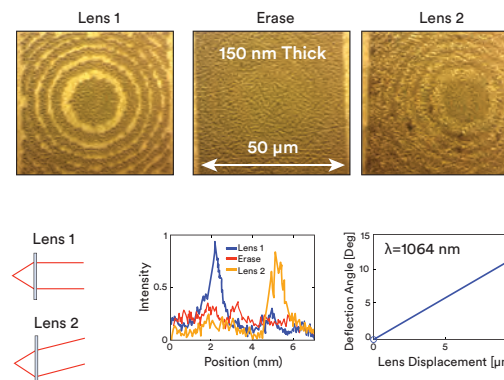 Lens 1
Erase
Lens 2
150 nm Thick
50 µm
Lens 1
Lens 2
Intensity
1
0.5
0
Lens 1
Erase
Lens 2
0
2
4
6
Position (mm)
Deflection Angle [Deg]
15
10
5
0
λ=1064 nm
0
5
Lens Displacement